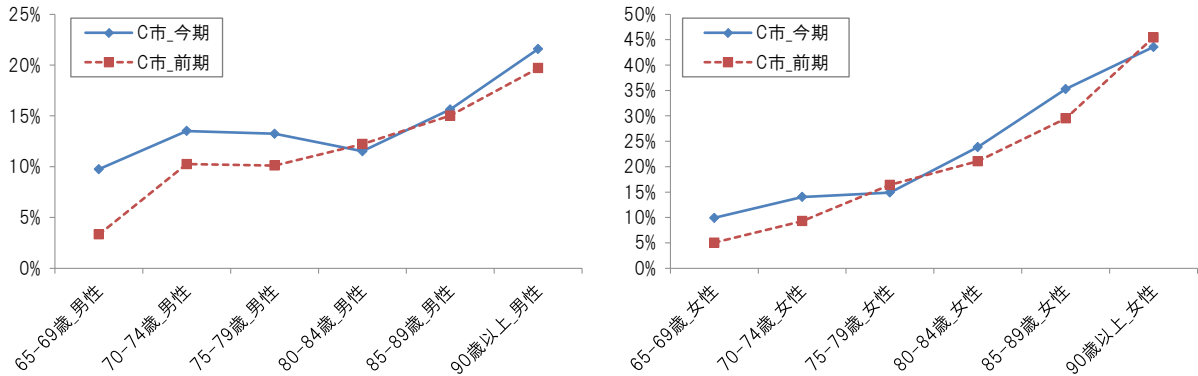 25%
20%
15%
10%
5%
0%
C市_今期
C市_前期
65-69歳_男性
70-74歳_男性
75-79歳_男性
80-84歳_男性
85-89歳_男性
90歳以上_男性
50%
45%
40%
35%
30%
25%
20%
15%
10%
5%
0%
C市_今期
C市_前期
65-69歳_女性
70-74歳_女性
75-79歳_女性
80-84歳_女性
85-89歳_女性
90歳以上_女性